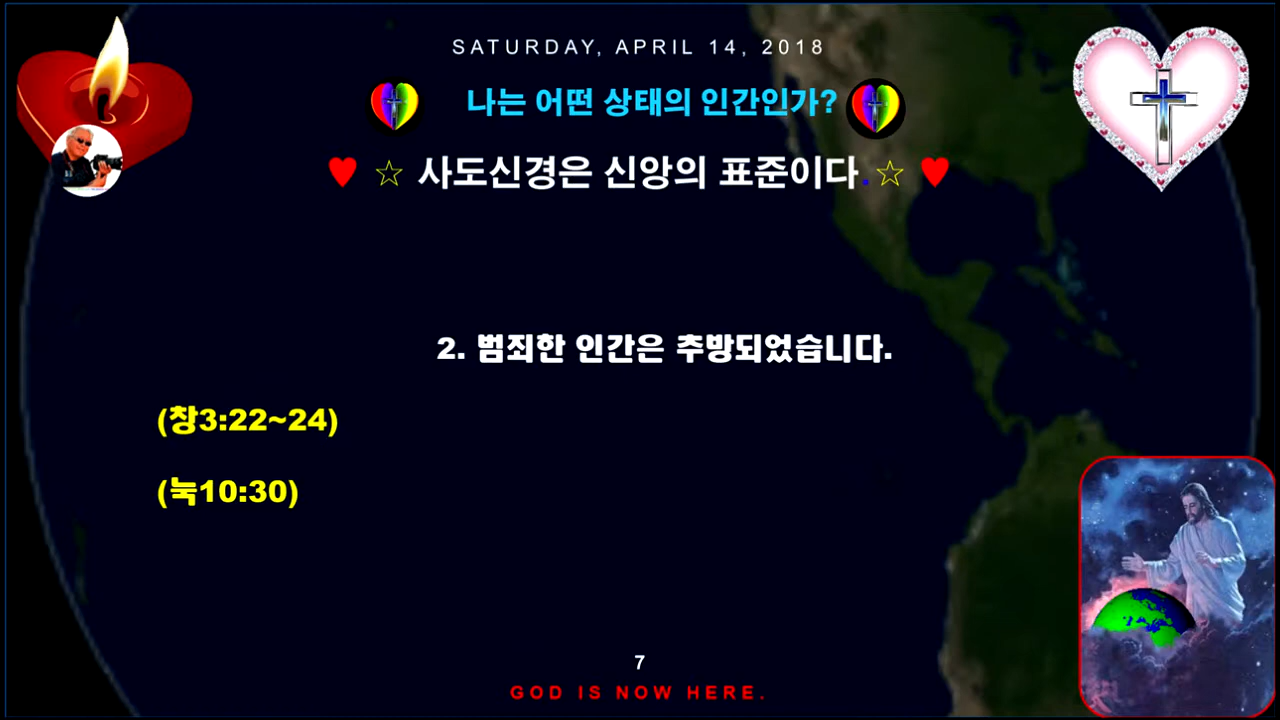 SATURDAY, APRIL 14, 2018
나는 어떤 상태의 인간인가?
♥ ☆ 사도신경은 신앙의 표준이다. ☆ ♥
2. 범죄한 인간은 추방되었습니다.
(창3:22~24)
(눅10:30)
7
GOD IS NOW HERE.